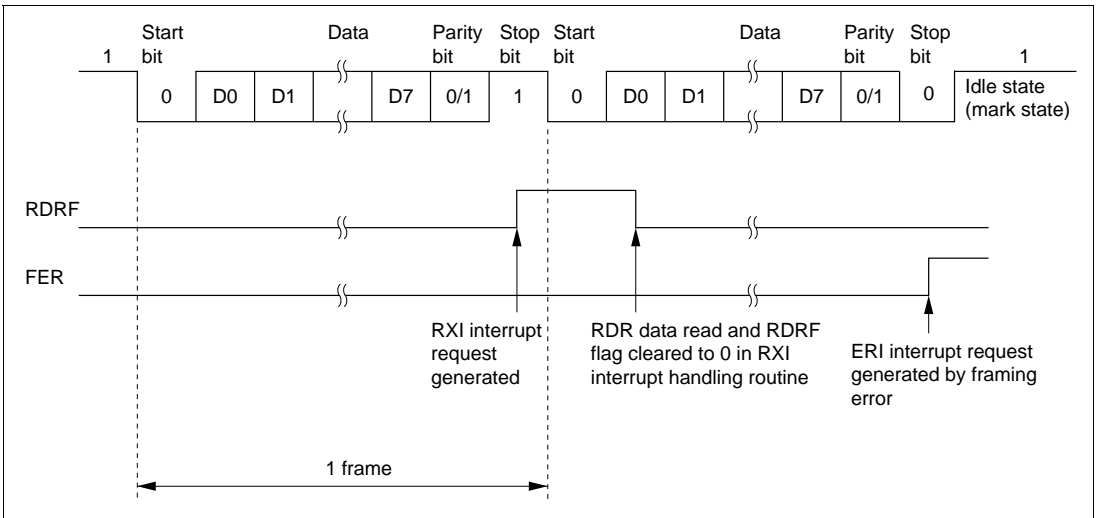 Start bit
Data
Parity bit
Stop bit
Start bit
Data
Parity bit
Stop bit
1
1
0
D0
D1
D7
0/1
1
0
D0
D1
D7
0/1
0
Idle state
(mark state)
RDRF
FER
RXI interrupt
request
generated
RDR data read and RDRF
flag cleared to 0 in RXI
interrupt handling routine
ERI interrupt request
generated by framing
error
1 frame